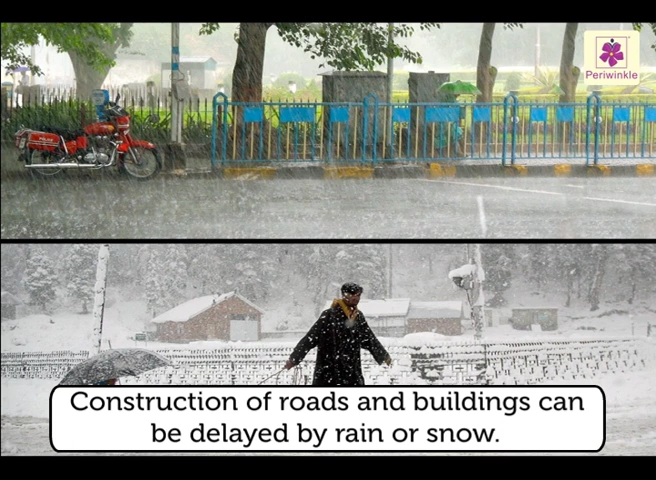 Periwinkle
Construction of roads and buildings can
be delayed by rain or snow.